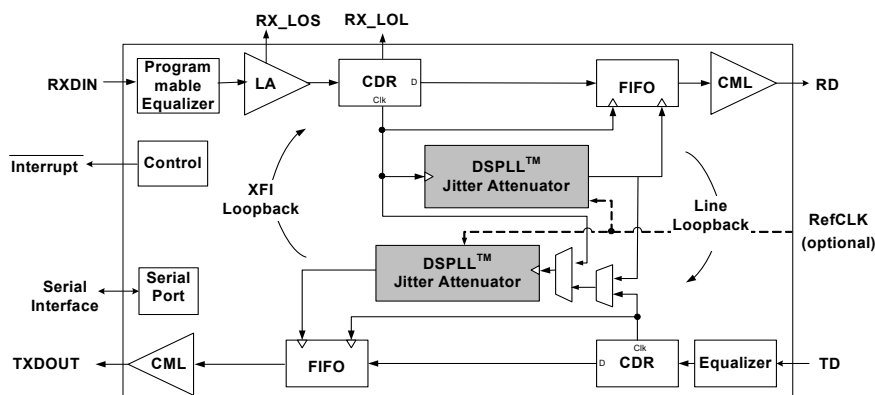 RX_LOS
RX_LOL
RXDIN
Program
mable
Equalizer
LA
CDR
D
Clk
FIFO
CML
RD
Interrupt
Control
XFI
Loopback
DSPLL™
Jitter Attenuator
Line
Loopback
RefCLK
(optional)
DSPLL™
Jitter Attenuator
Serial
Interface
Serial
Port
TXDOUT
CML
FIFO
Clk
D
CDR
Equalizer
TD